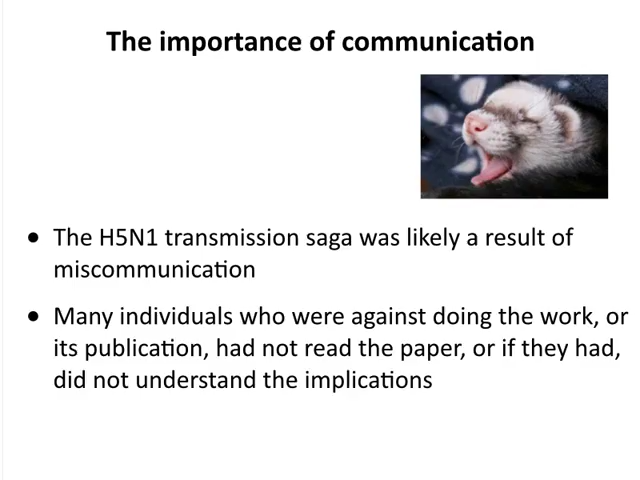 The importance of communication
● The H5N1 transmission saga was likely a result of
miscommunication
● Many individuals who were against doing the work, or
its publication, had not read the paper, or if they had,
did not understand the implications